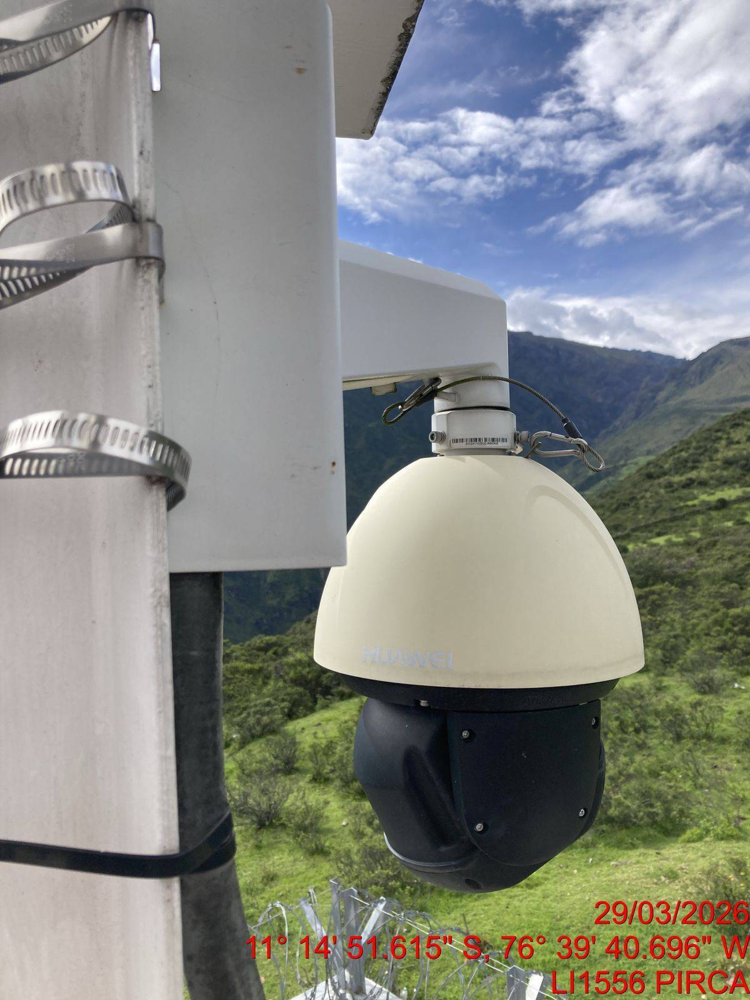 HUAWEI
29/03/2026
11° 14' 51.615" S, 76° 39' 40.696" W
LI1556 PIRCA